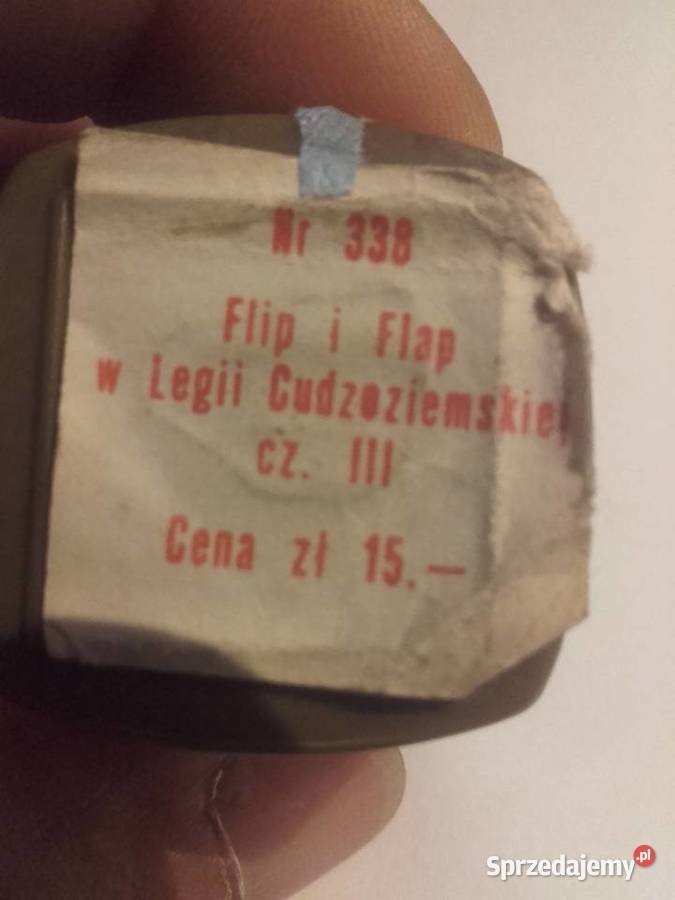 Nr 338
Flip i Flap
w Legii Cudzoziemskiej
cz. III
Cena zł 15.—
Sprzedajemy.pl